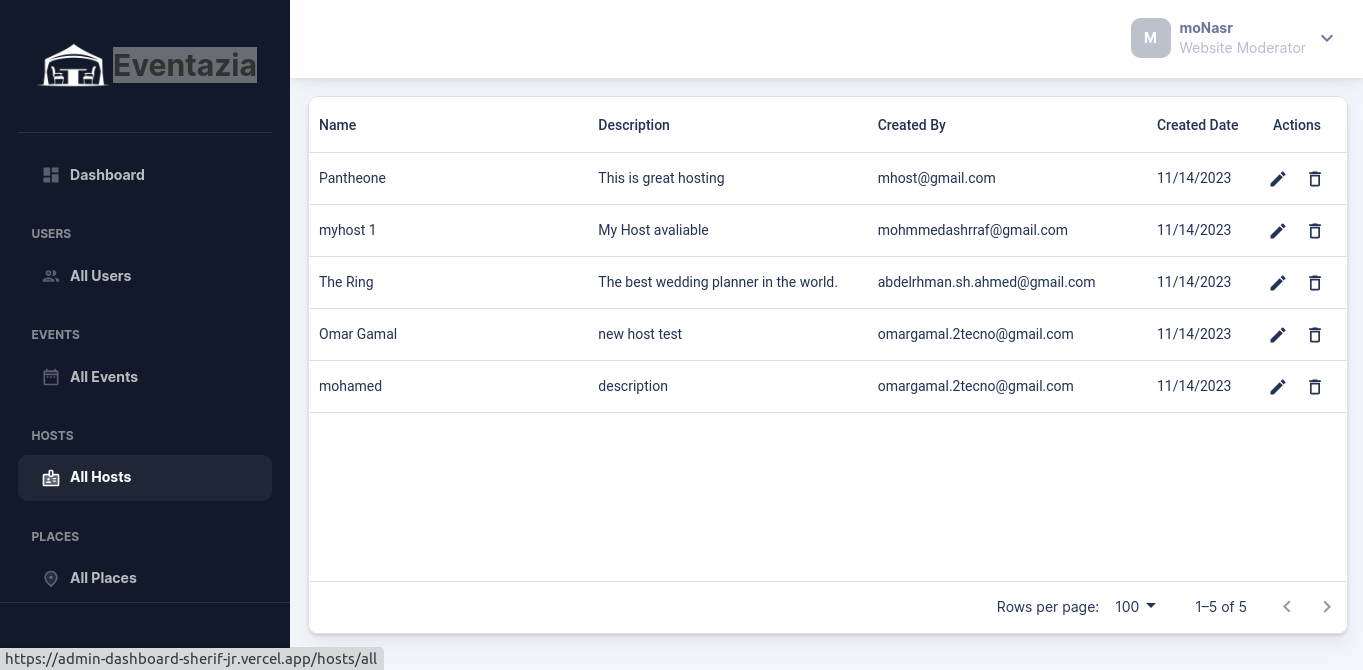 Eventazia
M
moNasr
Website Moderator
Dashboard
USERS
All Users
EVENTS
All Events
HOSTS
All Hosts
PLACES
All Places
Name Description Created By Created Date Actions
Pantheone This is great hosting mhost@gmail.com 11/14/2023
myhost 1 My Host avaliable mohmmedashrraf@gmail.com 11/14/2023
The Ring The best wedding planner in the world. abdelrhman.sh.ahmed@gmail.com 11/14/2023
Omar Gamal new host test omargamal.2tecno@gmail.com 11/14/2023
mohamed description omargamal.2tecno@gmail.com 11/14/2023
Rows per page: 100 1–5 of 5
https://admin-dashboard-sherif-jr.vercel.app/hosts/all